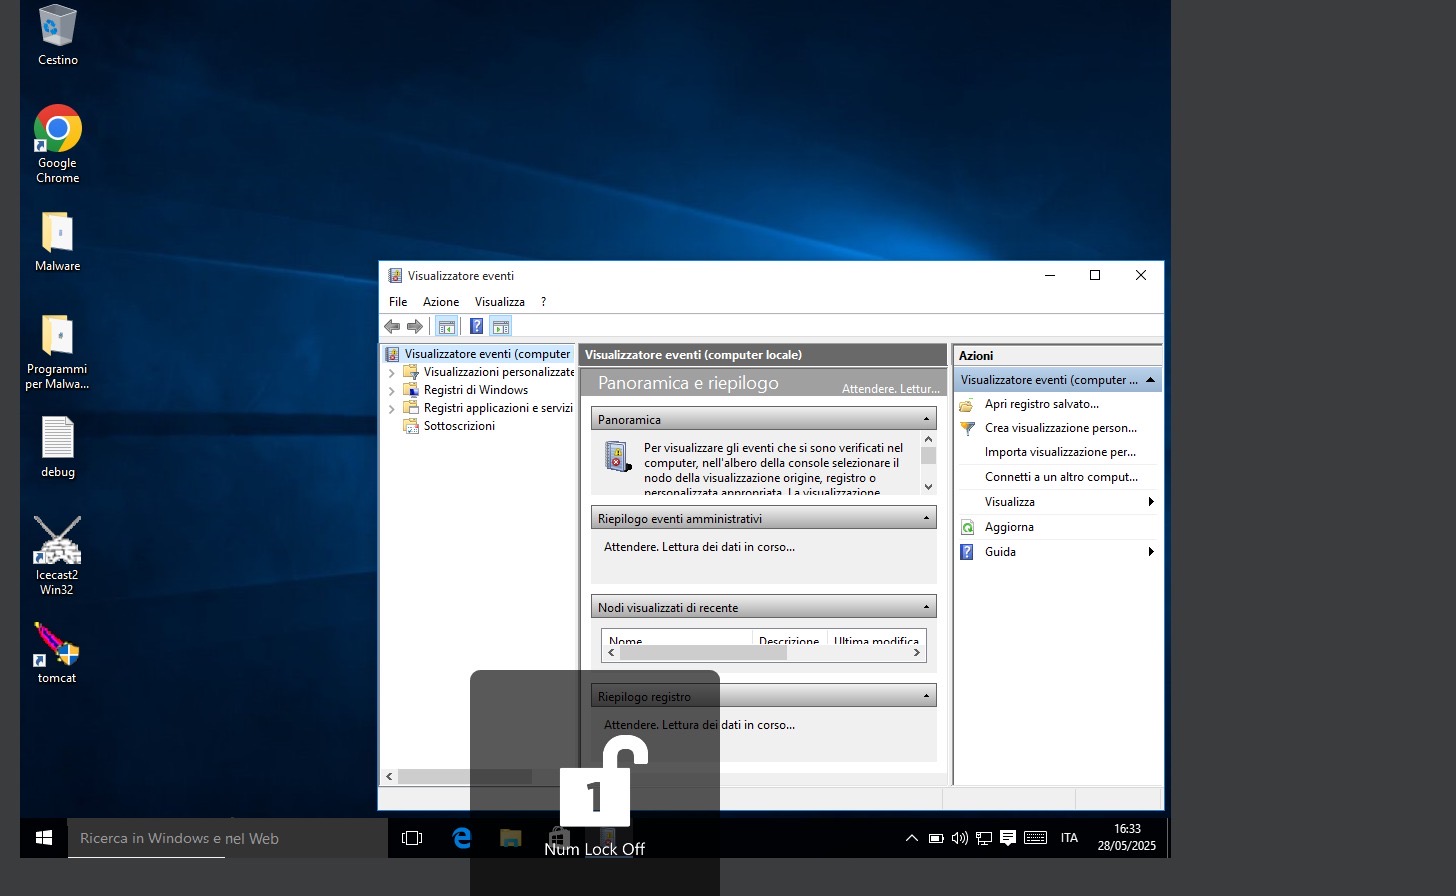 Cestino
Google
Chrome
Malware
Programmi
per Malwa...
debug
Icecast2
Win32
tomcat
Visualizzatore eventi
File Azione Visualizza ?
Visualizzatore eventi (computer
Visualizzazioni personalizzate
Registri di Windows
Registri applicazioni e servizi
Sottoscrizioni
Visualizzatore eventi (computer locale)
Panoramica e riepilogo
Attendere. Lettur...
Panoramica
Per visualizzare gli eventi che si sono verificati nel
computer, nell'albero della console selezionare il
nodo della visualizzazione origine, registro o
personalizzata appropriata. La visualizzazione
Riepilogo eventi amministrativi
Attendere. Lettura dei dati in corso...
Nodi visualizzati di recente
Nome Descrizione Ultima modifica
Riepilogo registro
Attendere. Lettura dei dati in corso...
Azioni
Visualizzatore eventi (computer ...
Apri registro salvato...
Crea visualizzazione person...
Importa visualizzazione per...
Connetti a un altro comput...
Visualizza
Aggiorna
Guida
1
Num Lock Off
Ricerca in Windows e nel Web
ITA
16:33
28/05/2025